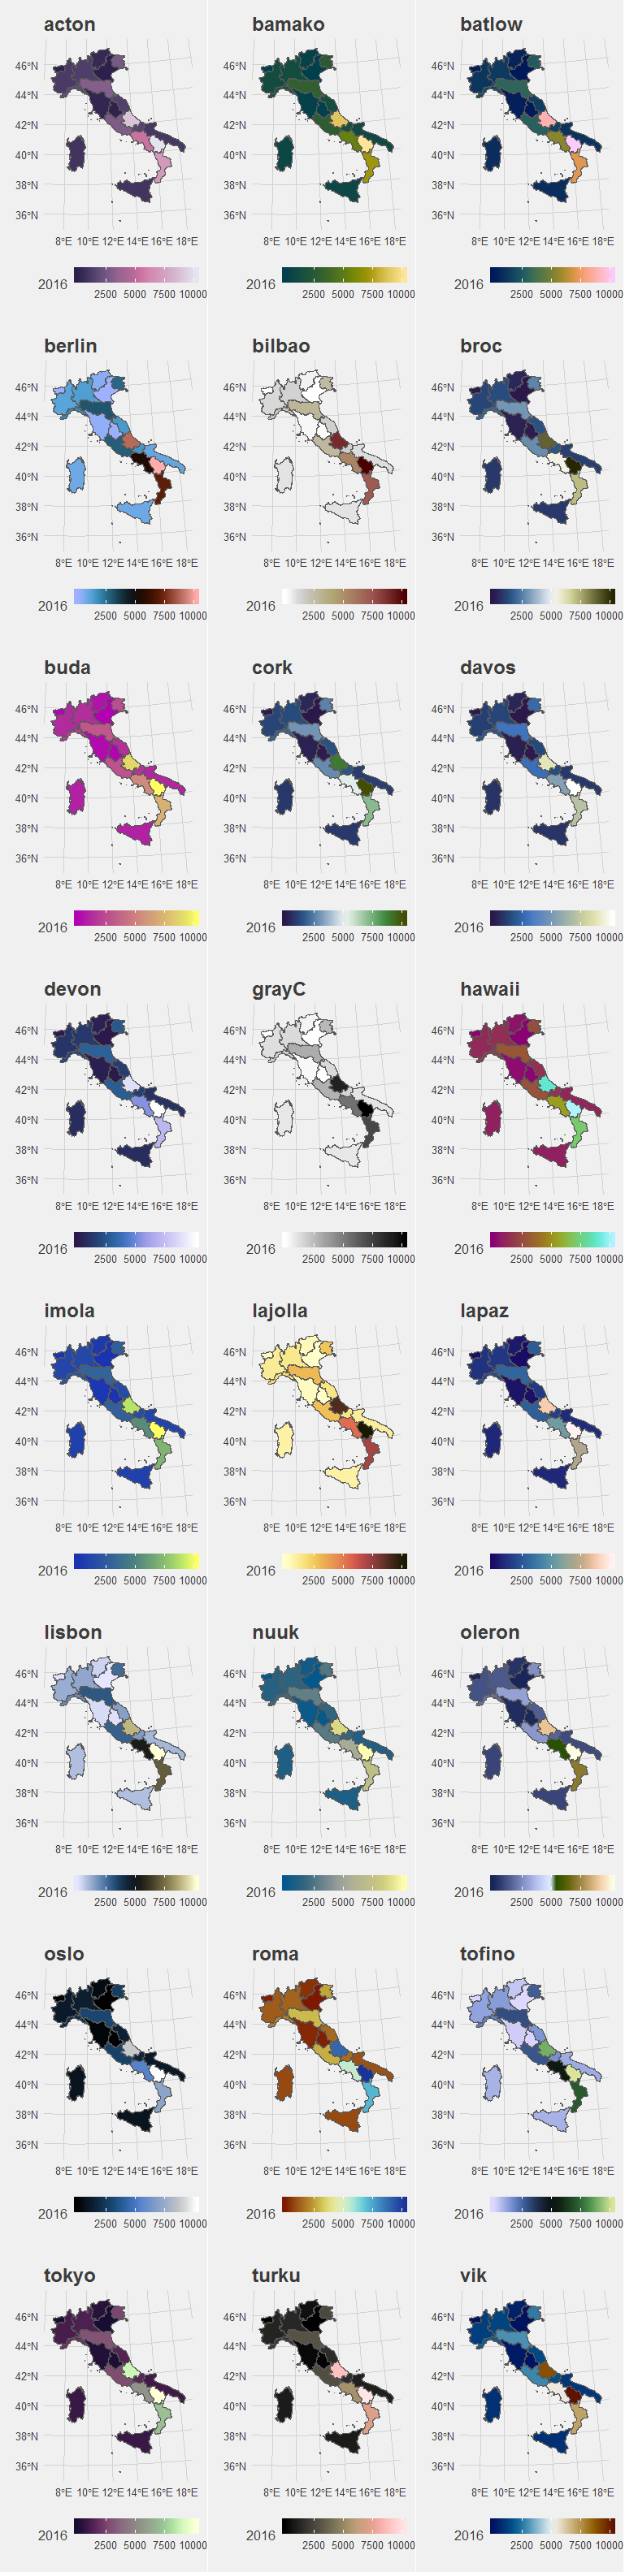 acton bamako batlow
46°N 46°N 46°N
44°N 44°N 44°N
42°N 42°N 42°N
40°N 40°N 40°N
38°N 38°N 38°N
36°N 36°N 36°N
8°E 10°E 12°E 14°E 16°E 18°E 8°E 10°E 12°E 14°E 16°E 18°E 8°E 10°E 12°E 14°E 16°E 18°E
2016 2016 2016
2500 5000 7500 10000 2500 5000 7500 10000 2500 5000 7500 10000
berlin bilbao broc
46°N 46°N 46°N
44°N 44°N 44°N
42°N 42°N 42°N
40°N 40°N 40°N
38°N 38°N 38°N
36°N 36°N 36°N
8°E 10°E 12°E 14°E 16°E 18°E 8°E 10°E 12°E 14°E 16°E 18°E 8°E 10°E 12°E 14°E 16°E 18°E
2016 2016 2016
2500 5000 7500 10000 2500 5000 7500 10000 2500 5000 7500 10000
buda cork davos
46°N 46°N 46°N
44°N 44°N 44°N
42°N 42°N 42°N
40°N 40°N 40°N
38°N 38°N 38°N
36°N 36°N 36°N
8°E 10°E 12°E 14°E 16°E 18°E 8°E 10°E 12°E 14°E 16°E 18°E 8°E 10°E 12°E 14°E 16°E 18°E
2016 2016 2016
2500 5000 7500 10000 2500 5000 7500 10000 2500 5000 7500 10000
devon grayC hawaii
46°N 46°N 46°N
44°N 44°N 44°N
42°N 42°N 42°N
40°N 40°N 40°N
38°N 38°N 38°N
36°N 36°N 36°N
8°E 10°E 12°E 14°E 16°E 18°E 8°E 10°E 12°E 14°E 16°E 18°E 8°E 10°E 12°E 14°E 16°E 18°E
2016 2016 2016
2500 5000 7500 10000 2500 5000 7500 10000 2500 5000 7500 10000
imola lajolla lapaz
46°N 46°N 46°N
44°N 44°N 44°N
42°N 42°N 42°N
40°N 40°N 40°N
38°N 38°N 38°N
36°N 36°N 36°N
8°E 10°E 12°E 14°E 16°E 18°E 8°E 10°E 12°E 14°E 16°E 18°E 8°E 10°E 12°E 14°E 16°E 18°E
2016 2016 2016
2500 5000 7500 10000 2500 5000 7500 10000 2500 5000 7500 10000
lisbon nuuk oleron
46°N 46°N 46°N
44°N 44°N 44°N
42°N 42°N 42°N
40°N 40°N 40°N
38°N 38°N 38°N
36°N 36°N 36°N
8°E 10°E 12°E 14°E 16°E 18°E 8°E 10°E 12°E 14°E 16°E 18°E 8°E 10°E 12°E 14°E 16°E 18°E
2016 2016 2016
2500 5000 7500 10000 2500 5000 7500 10000 2500 5000 7500 10000
oslo roma tofino
46°N 46°N 46°N
44°N 44°N 44°N
42°N 42°N 42°N
40°N 40°N 40°N
38°N 38°N 38°N
36°N 36°N 36°N
8°E 10°E 12°E 14°E 16°E 18°E 8°E 10°E 12°E 14°E 16°E 18°E 8°E 10°E 12°E 14°E 16°E 18°E
2016 2016 2016
2500 5000 7500 10000 2500 5000 7500 10000 2500 5000 7500 10000
tokyo turku vik
46°N 46°N 46°N
44°N 44°N 44°N
42°N 42°N 42°N
40°N 40°N 40°N
38°N 38°N 38°N
36°N 36°N 36°N
8°E 10°E 12°E 14°E 16°E 18°E 8°E 10°E 12°E 14°E 16°E 18°E 8°E 10°E 12°E 14°E 16°E 18°E
2016 2016 2016
2500 5000 7500 10000 2500 5000 7500 10000 2500 5000 7500 10000